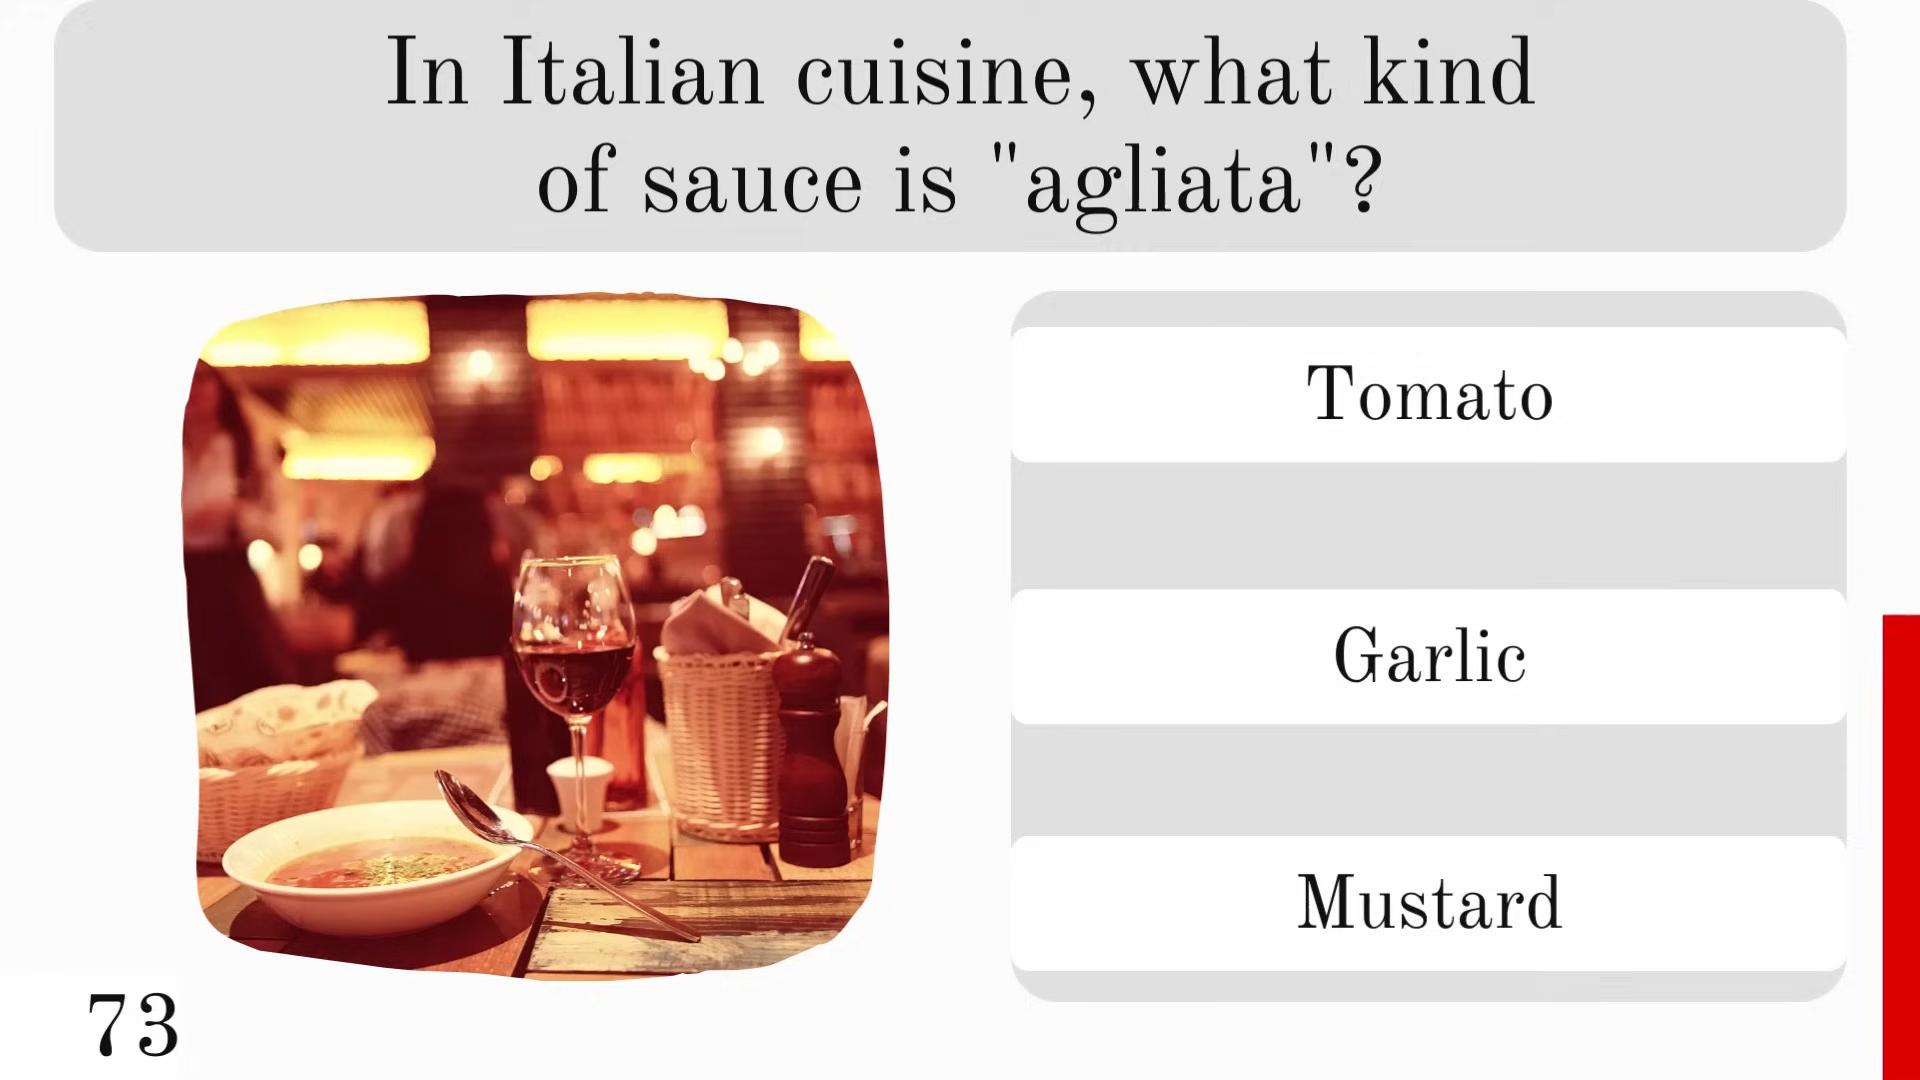 In Italian cuisine, what kind
of sauce is "agliata"?
Tomato
Garlic
Mustard
73